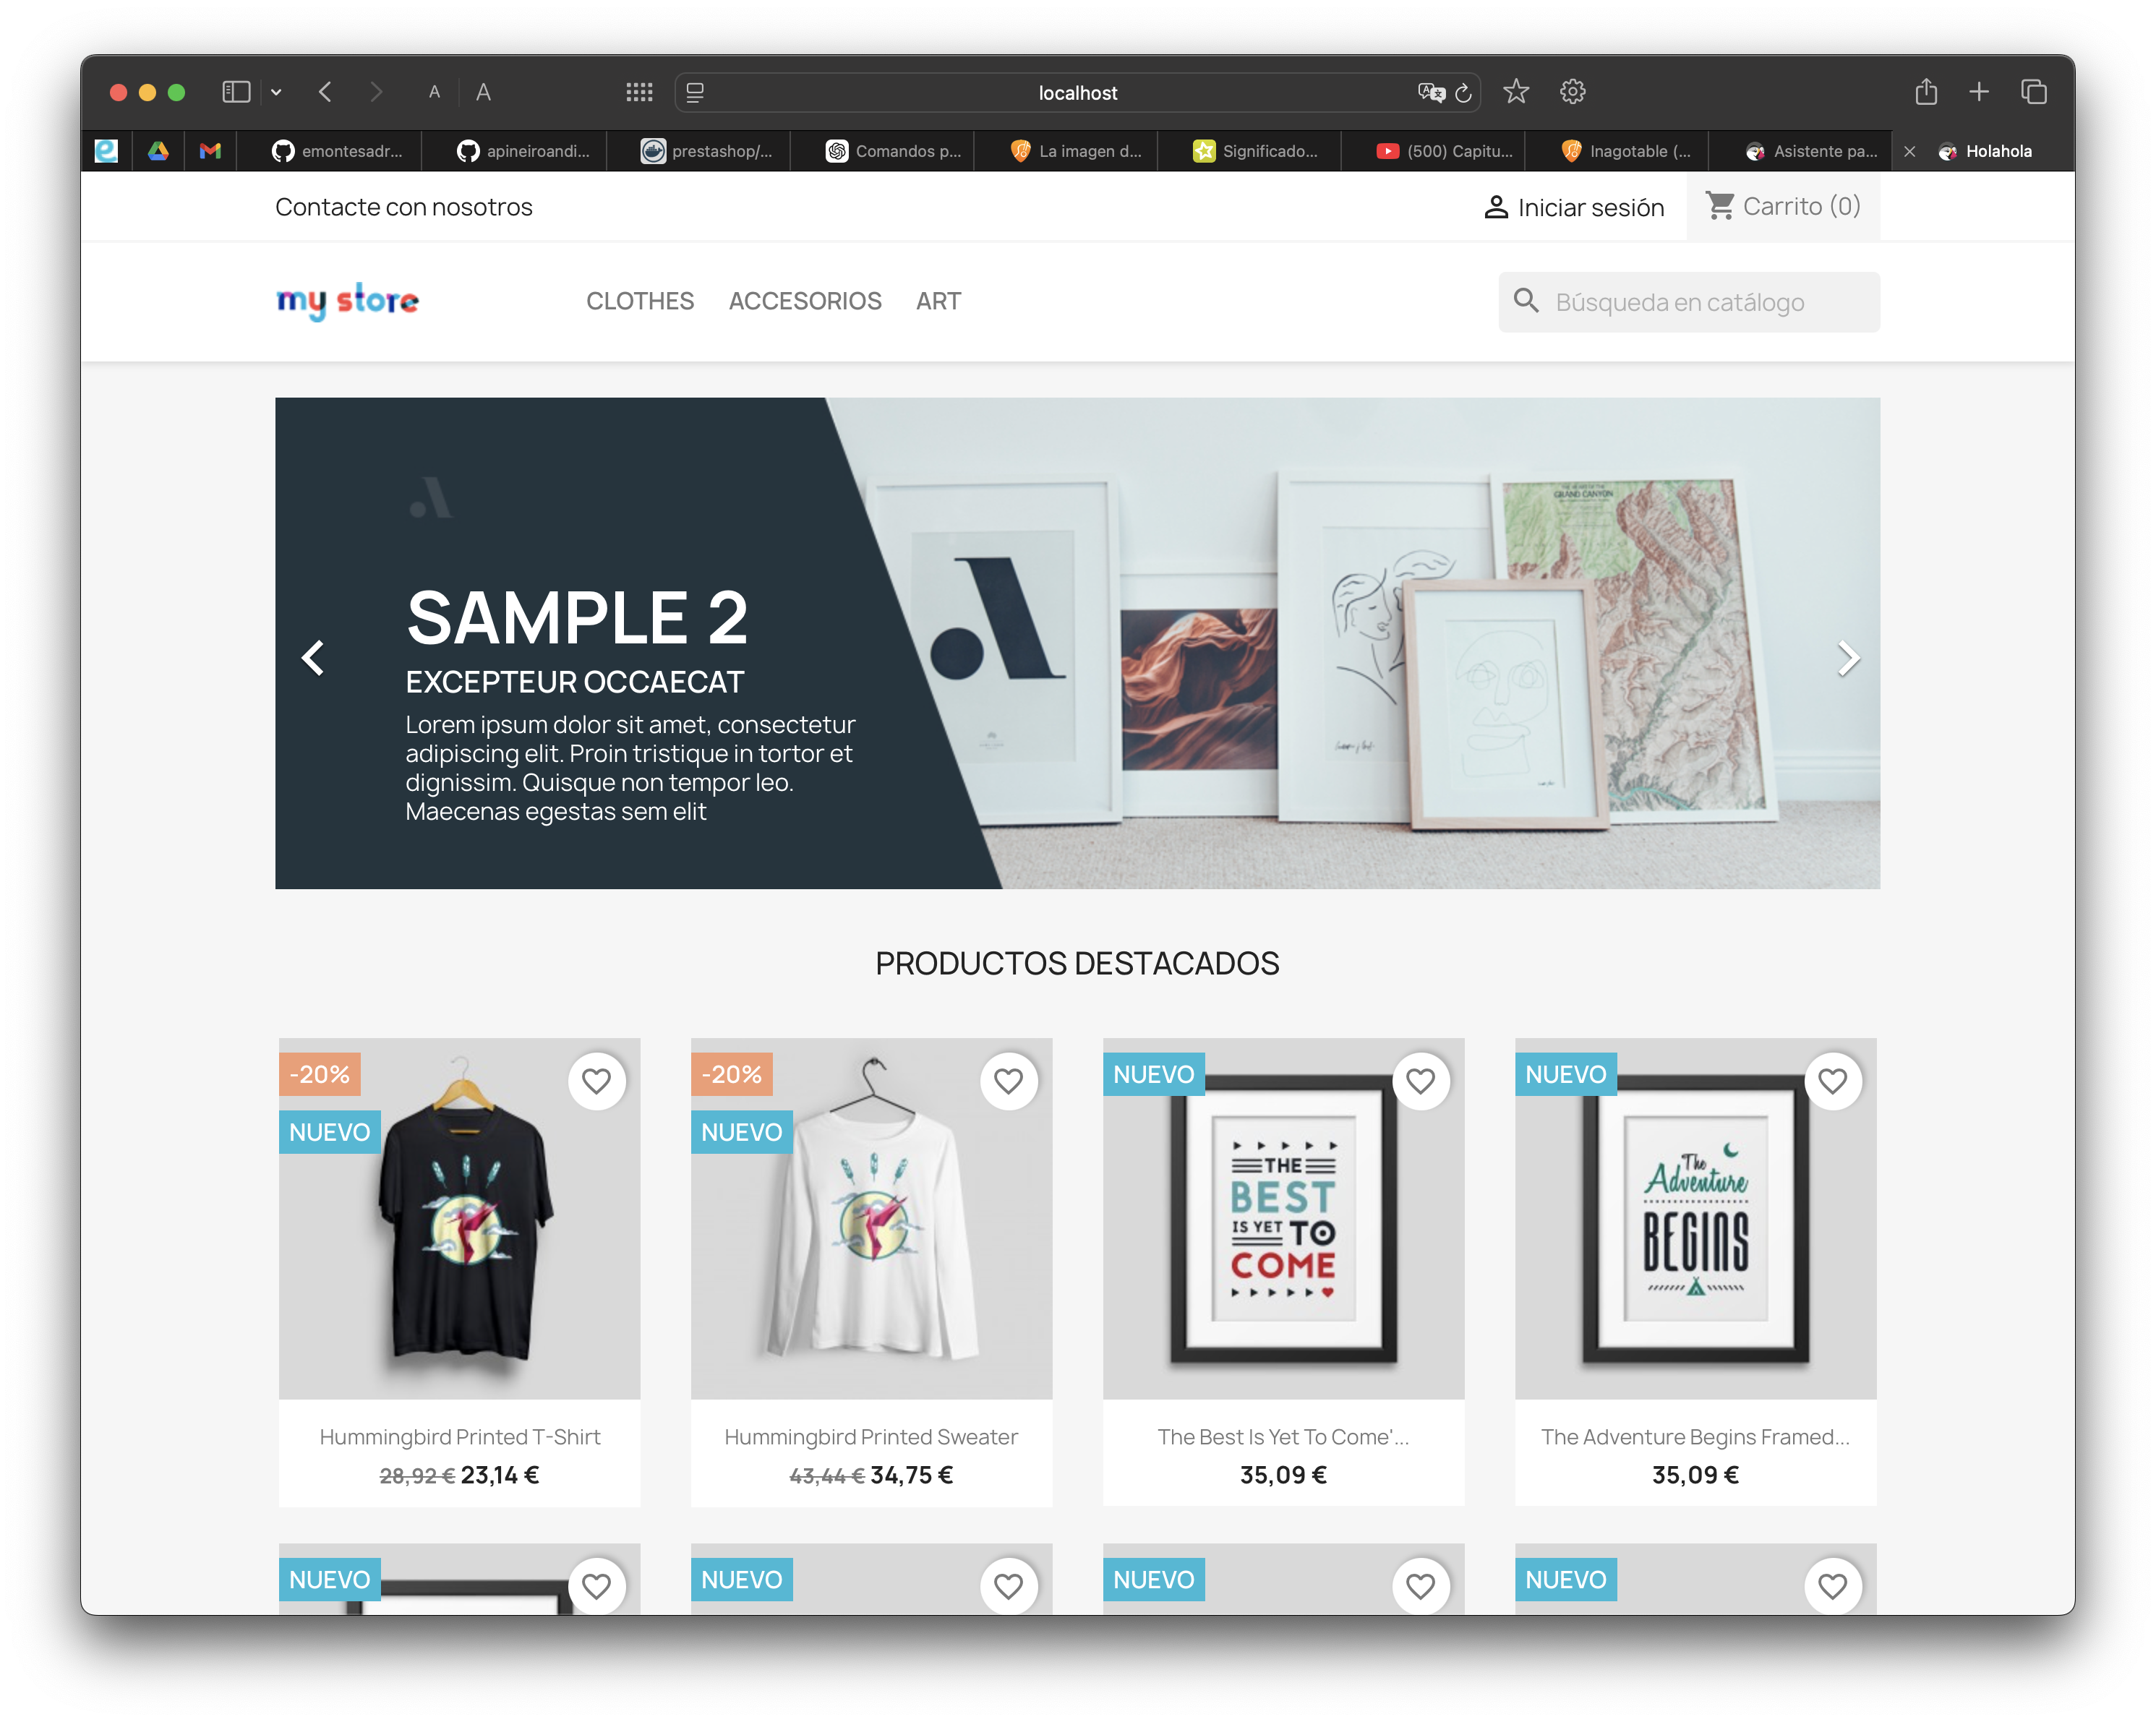 localhost
emontesadr...
apineiroandi...
prestashop/...
Comandos p...
La imagen d...
Significado...
(500) Capitu...
Inagotable (...
Asistente pa...
Holahola
Contacte con nosotros
Iniciar sesión
Carrito (0)
my store
CLOTHES ACCESORIOS ART
Búsqueda en catálogo
SAMPLE 2
EXCEPTEUR OCCAECAT
Lorem ipsum dolor sit amet, consectetur
adipiscing elit. Proin tristique in tortor et
dignissim. Quisque non tempor leo.
Maecenas egestas sem elit
GRAND CANYON
PRODUCTOS DESTACADOS
-20%
NUEVO
Hummingbird Printed T-Shirt
28,92 € 23,14 €
-20%
NUEVO
Hummingbird Printed Sweater
43,44 € 34,75 €
NUEVO
THE
BEST
IS YET TO
COME
The Best Is Yet To Come'...
35,09 €
NUEVO
The
Adventure
BEGINS
The Adventure Begins Framed...
35,09 €
NUEVO
NUEVO
NUEVO
NUEVO